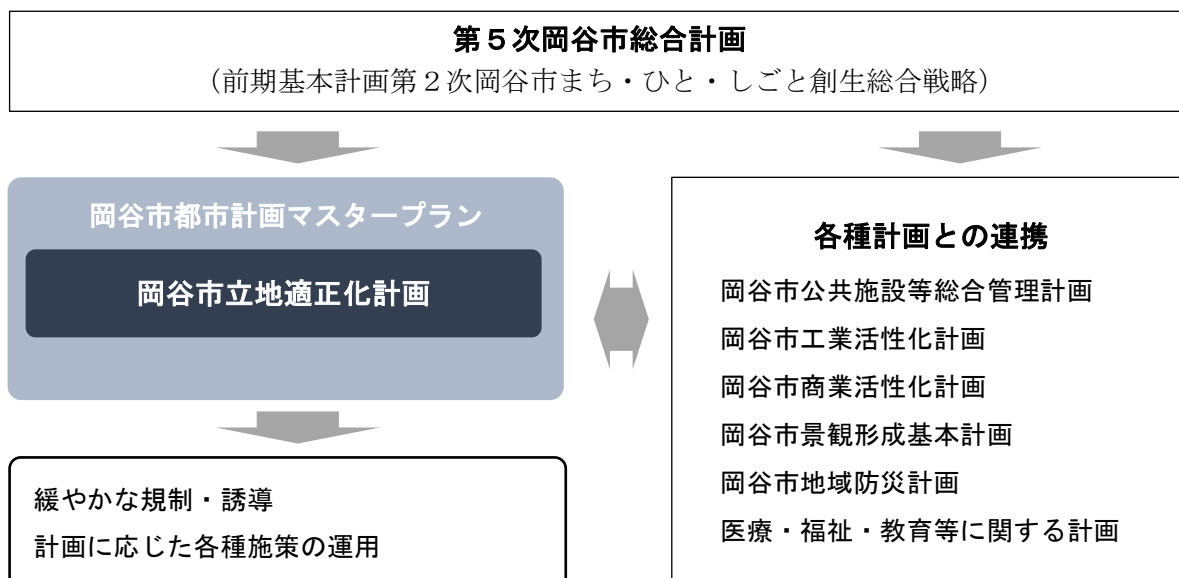 第５次岡谷市総合計画
（前期基本計画第２次岡谷市まち・ひと・しごと創生総合戦略）
岡谷市都市計画マスタープラン
岡谷市立地適正化計画
緩やかな規制・誘導
計画に応じた各種施策の運用
各種計画との連携
岡谷市公共施設等総合管理計画
岡谷市工業活性化計画
岡谷市商業活性化計画
岡谷市景観形成基本計画
岡谷市地域防災計画
医療・福祉・教育等に関する計画